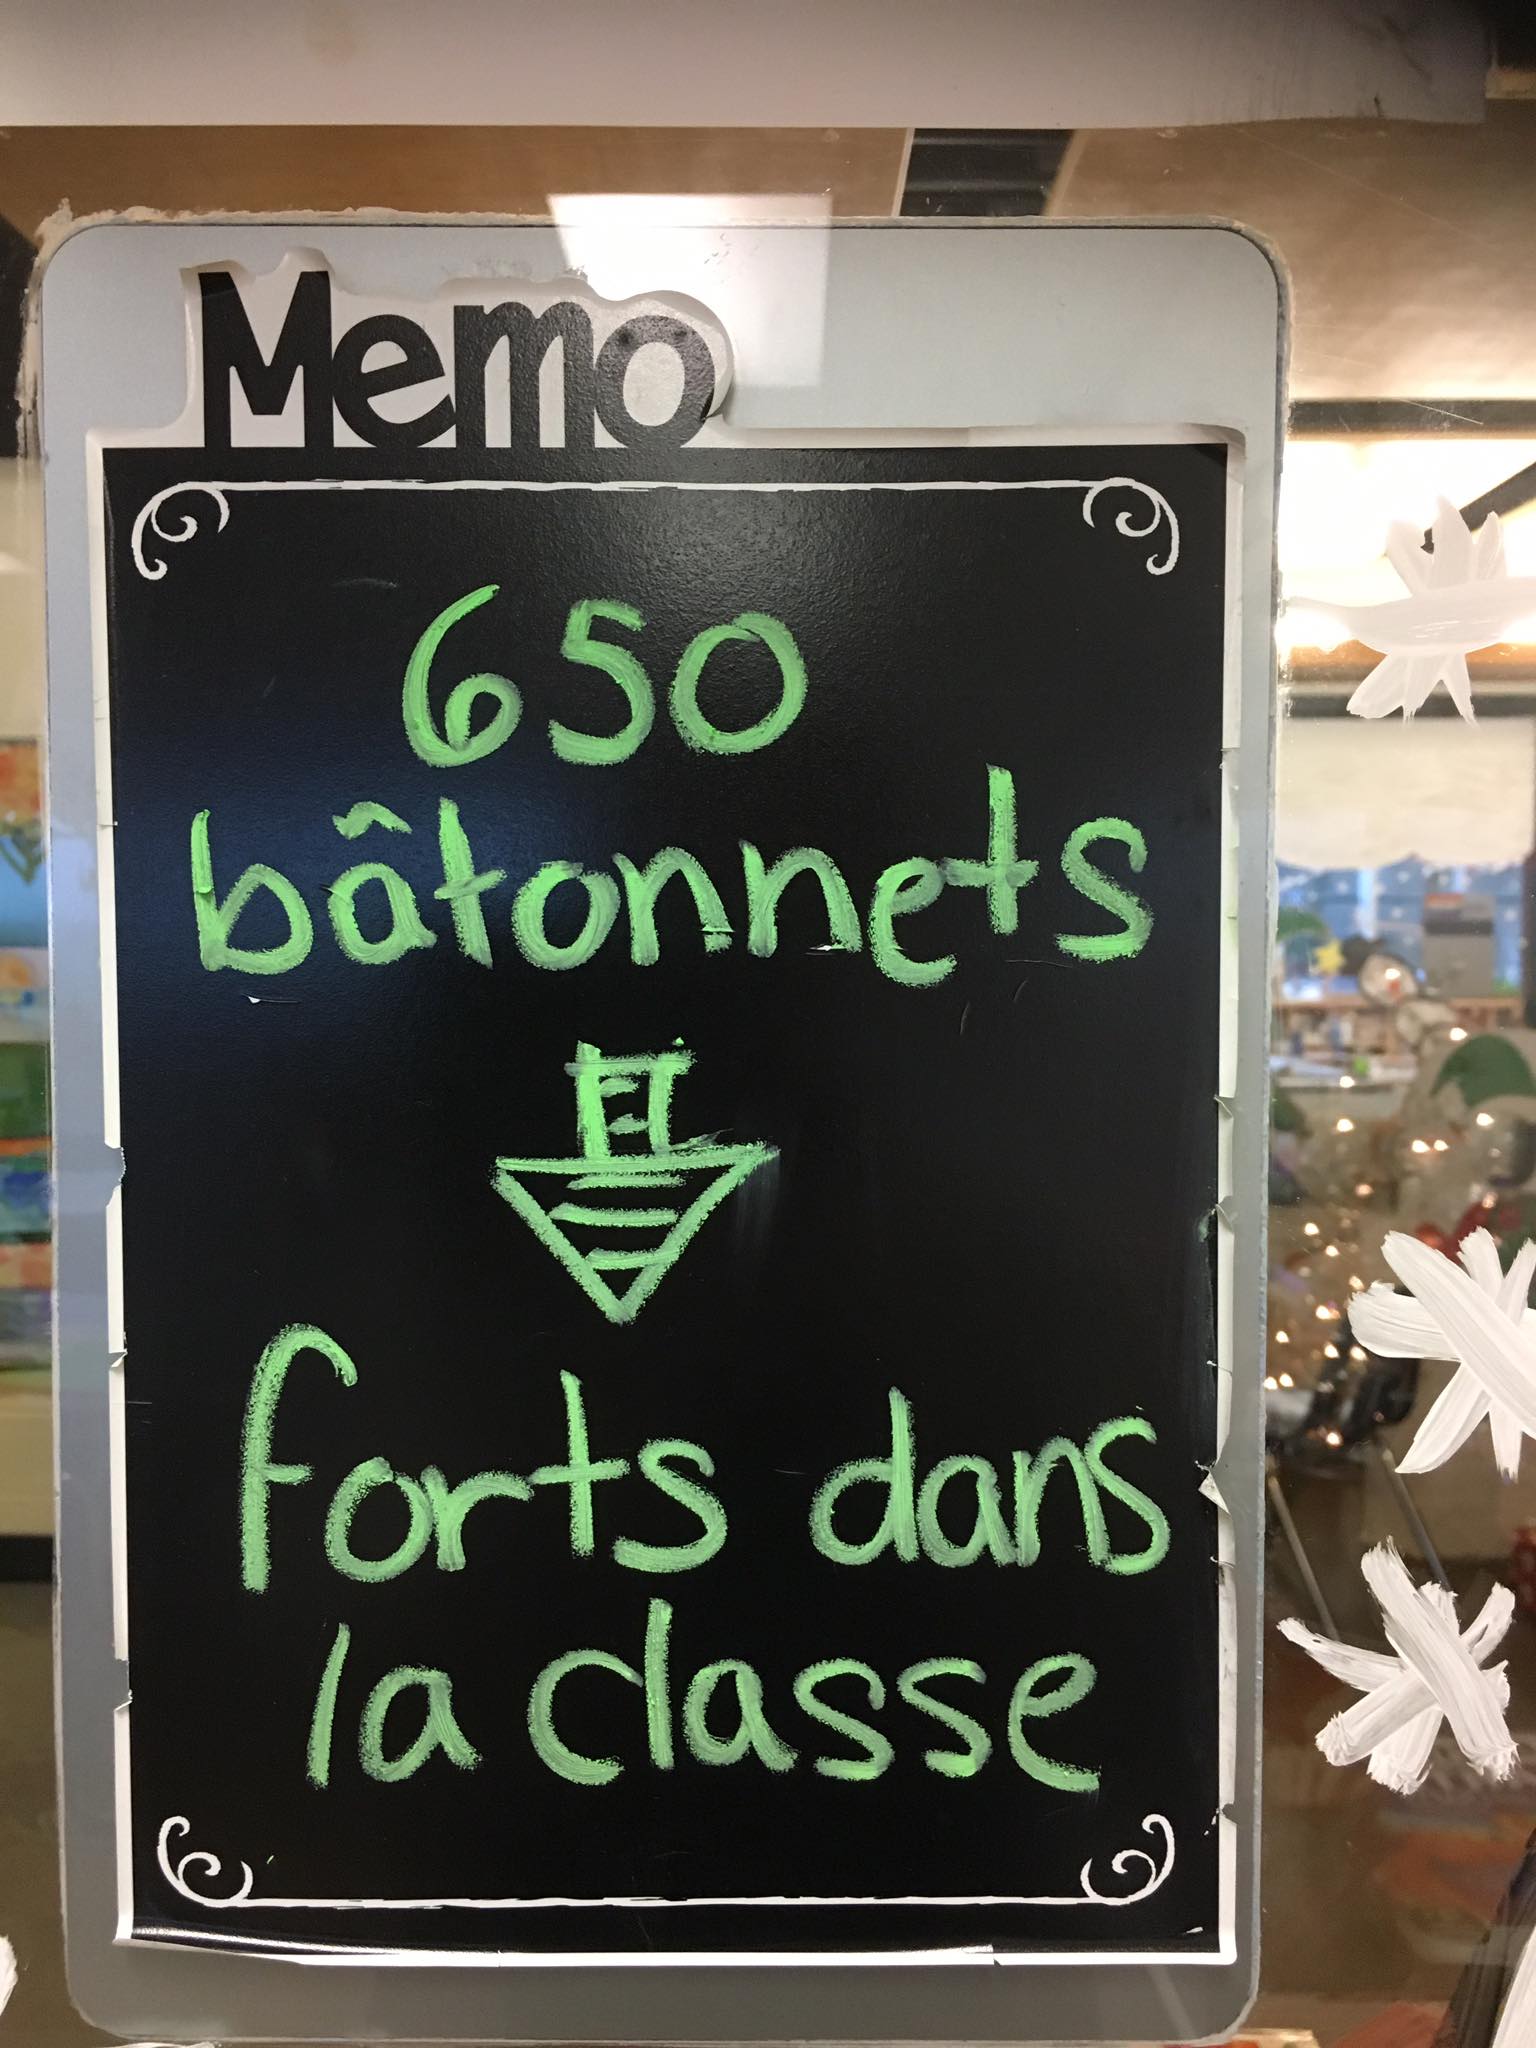 Memo
650
bâtonnets
forts dans
la classe